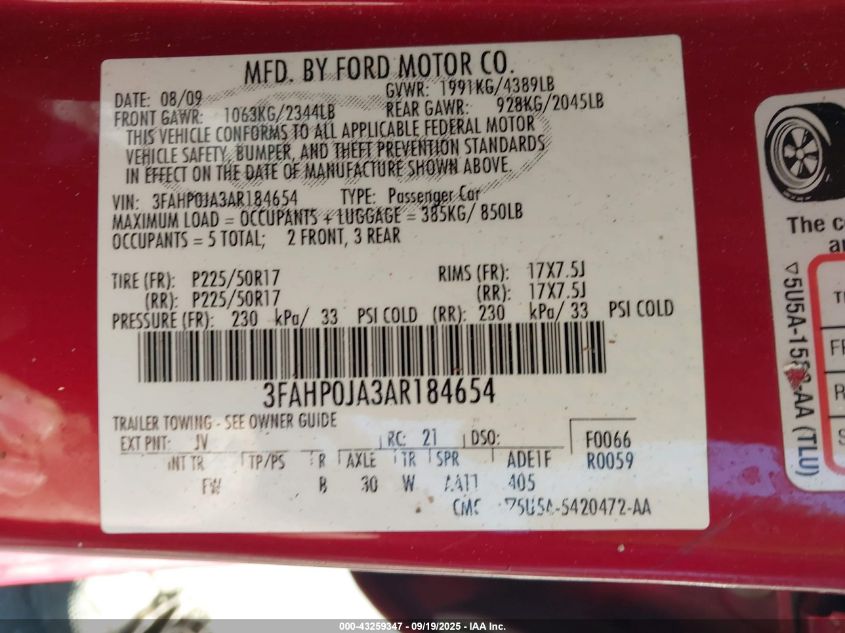 MFD. BY FORD MOTOR CO.
DATE: 08/09 GVWR: 1991KG/4389LB
FRONT GAWR: 1063KG/2344LB REAR GAWR: 928KG/2045LB
THIS VEHICLE CONFORMS TO ALL APPLICABLE FEDERAL MOTOR
VEHICLE SAFETY, BUMPER, AND THEFT PREVENTION STANDARDS
IN EFFECT ON THE DATE OF MANUFACTURE SHOWN ABOVE.
VIN: 3FAHP0JA3AR184654 TYPE: Passenger Car
MAXIMUM LOAD = OCCUPANTS + LUGGAGE = 385KG/ 850LB
OCCUPANTS = 5 TOTAL; 2 FRONT, 3 REAR
TIRE (FR): P225/50R17 RIMS (FR): 17X7.5J
(RR): P225/50R17 (RR): 17X7.5J
PRESSURE (FR): 230 kPa/ 33 PSI COLD (RR): 230 kPa/ 33 PSI COLD
3FAHP0JA3AR184654
TRAILER TOWING - SEE OWNER GUIDE
EXT PNT: JV RC: 21 DSO: F0066
INT TR TP/PS R AXLE TR SPR ADE1F R0059
FW B 30 W AA11 405
5U5A-5420472-AA
The
(TLU)
000-43259347 - 09/19/2025 - IAA Inc.